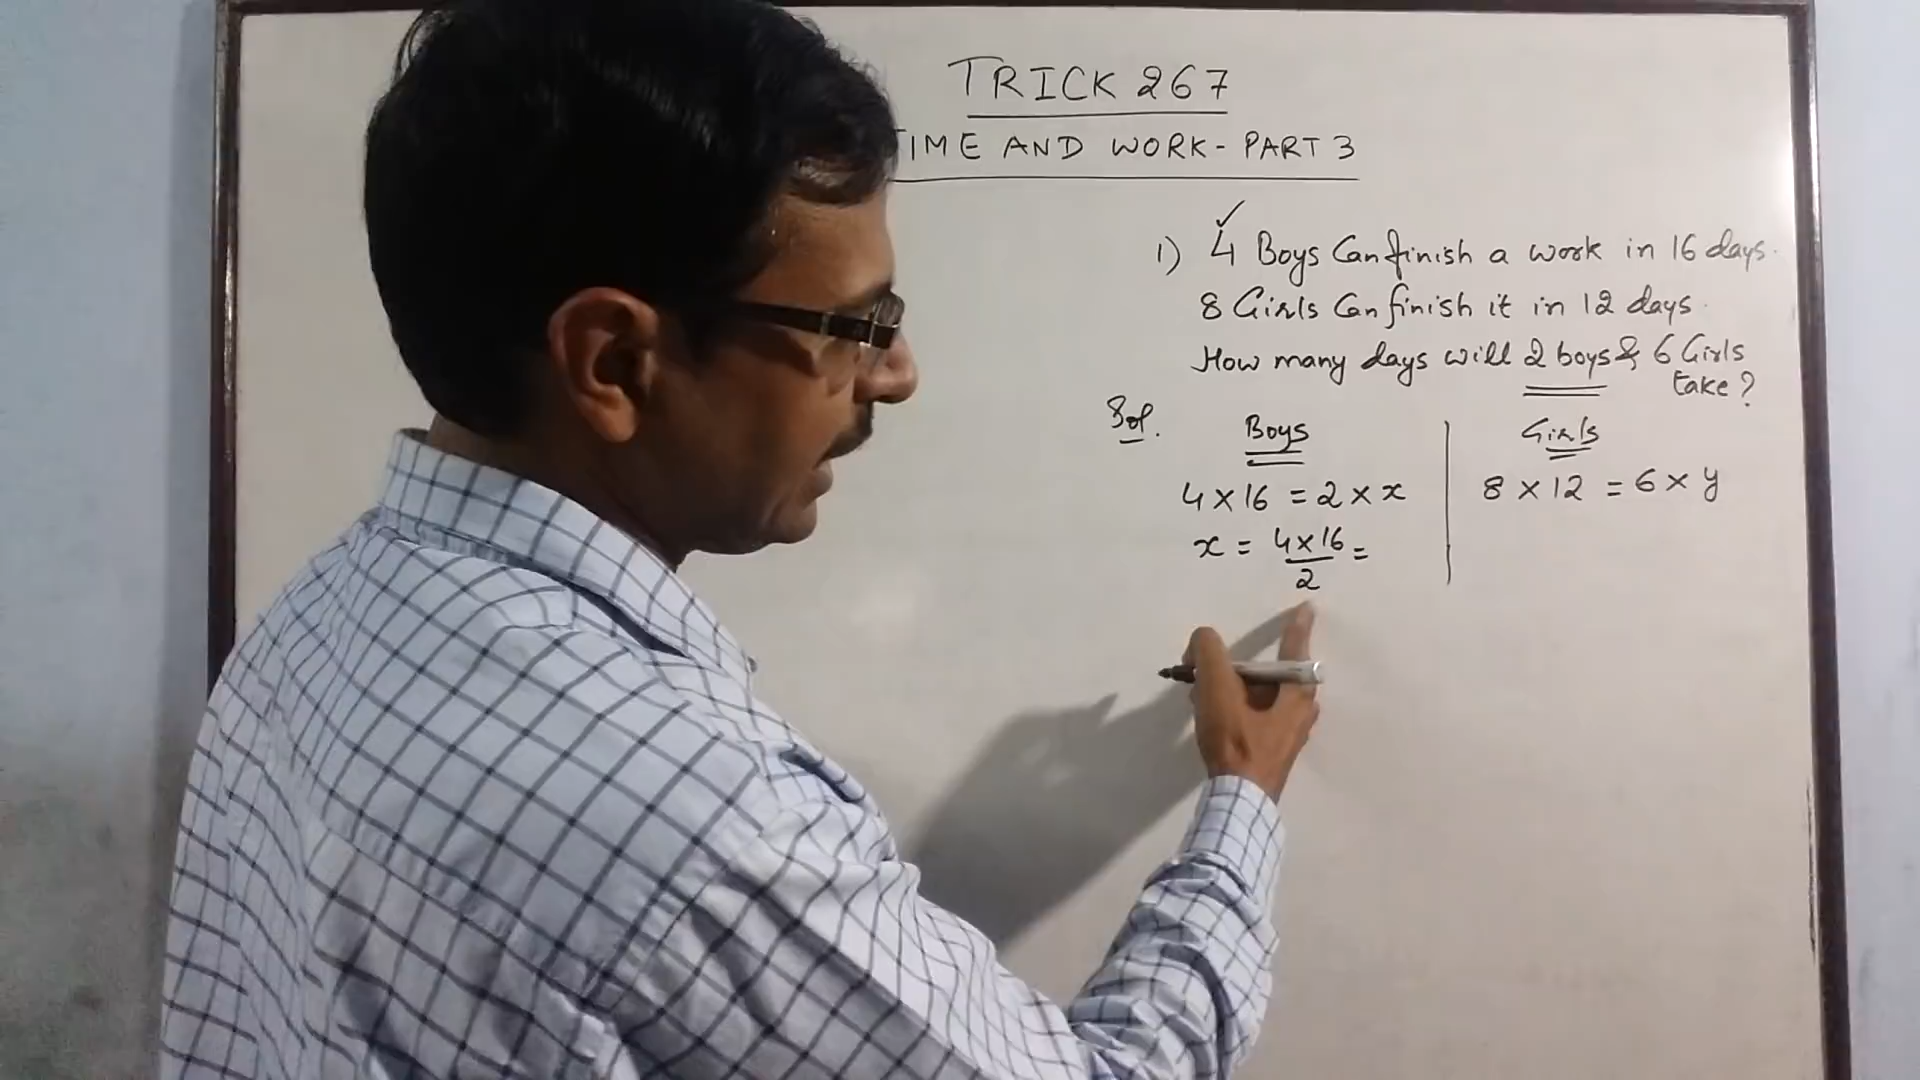 TRICK 267
TIME AND WORK - PART 3
1) 4 Boys Can finish a work in 16 days.
8 Girls Can finish it in 12 days.
How many days will 2 boys & 6 Girls
take?
Sol.
Boys
4 × 16 = 2 × x
x = 4×16/2 =
Girls
8 × 12 = 6 × y